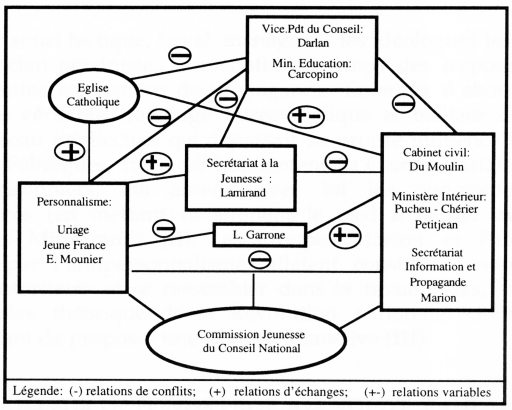 Vice.Pdt du Conseil:
Darlan
Min. Education:
Carcopino
Eglise
Catholique
Secrétariat à la
Jeunesse :
Lamirand
Cabinet civil:
Du Moulin
Ministère Intérieur:
Pucheu - Chérier
Petitjean
Secrétariat
Information et
Propagande
Marion
Personnalisme:
Uriage
Jeune France
E. Mounier
L. Garrone
Commission Jeunesse
du Conseil National
Légende: (-) relations de conflits; (+) relations d'échanges; (+-) relations variables